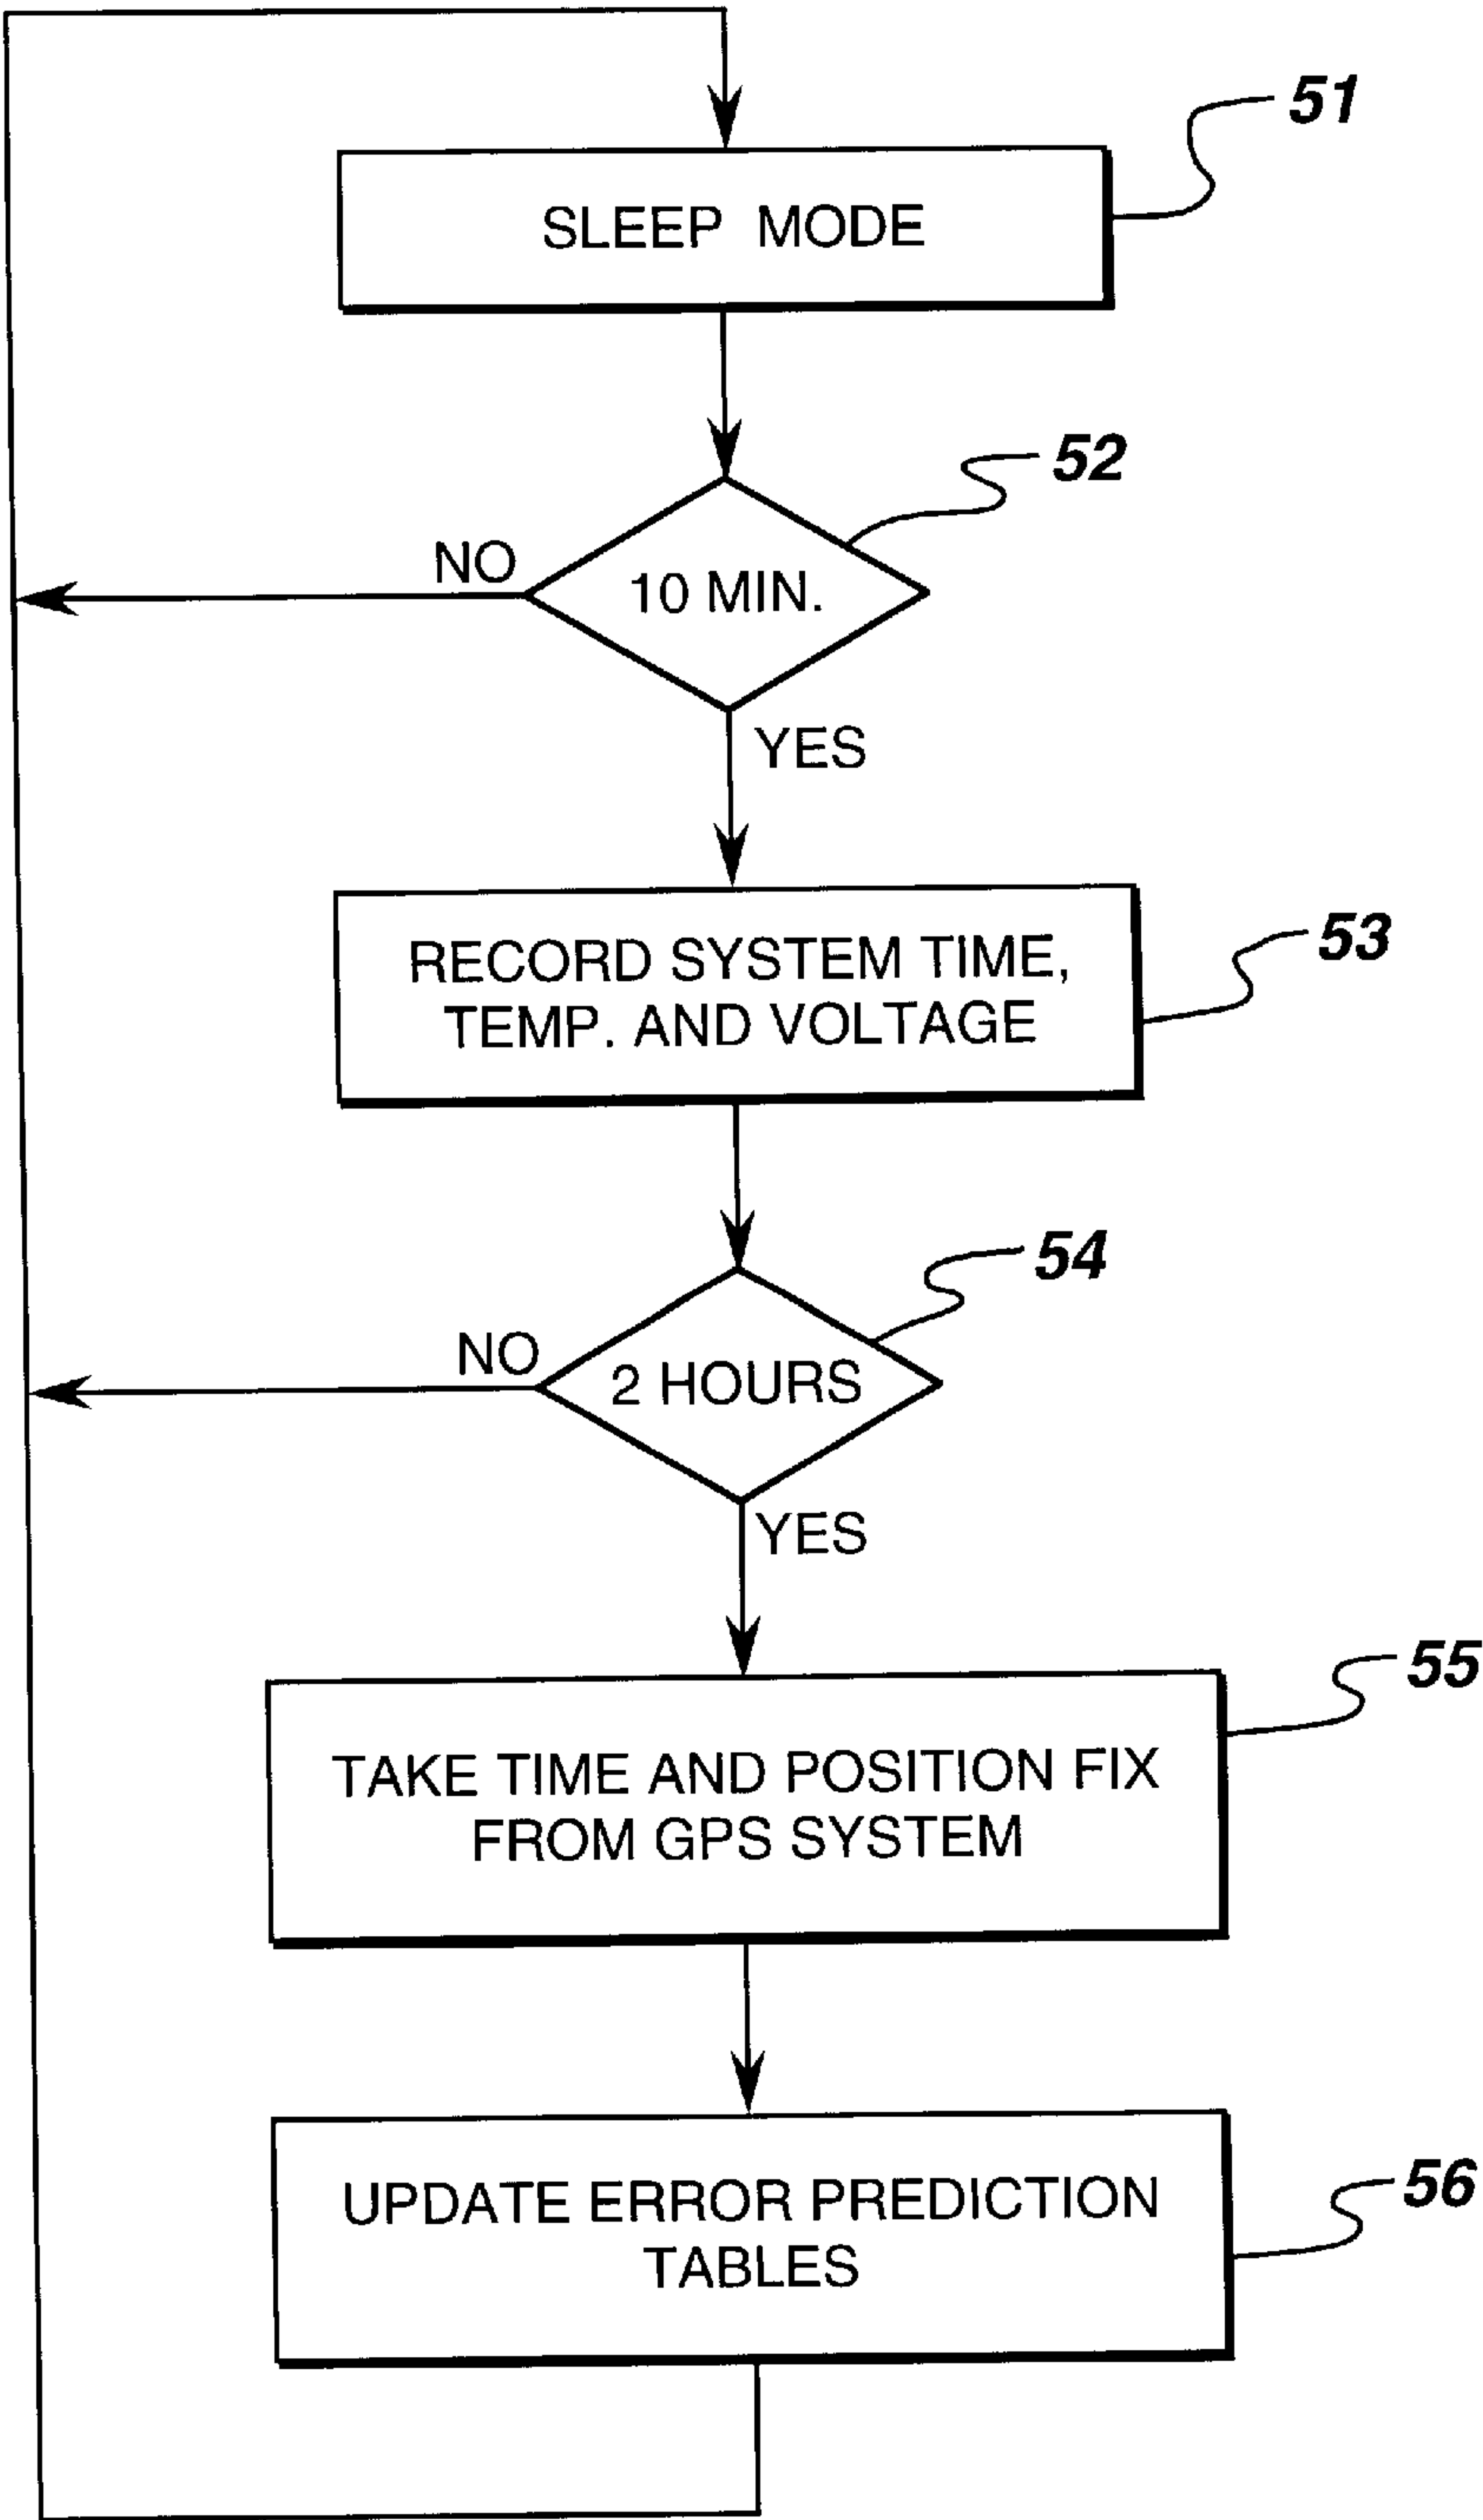 51
SLEEP MODE
52
NO
10 MIN.
YES
53
RECORD SYSTEM TIME,
TEMP. AND VOLTAGE
54
NO
2 HOURS
YES
55
TAKE TIME AND POSITION FIX
FROM GPS SYSTEM
56
UPDATE ERROR PREDICTION
TABLES